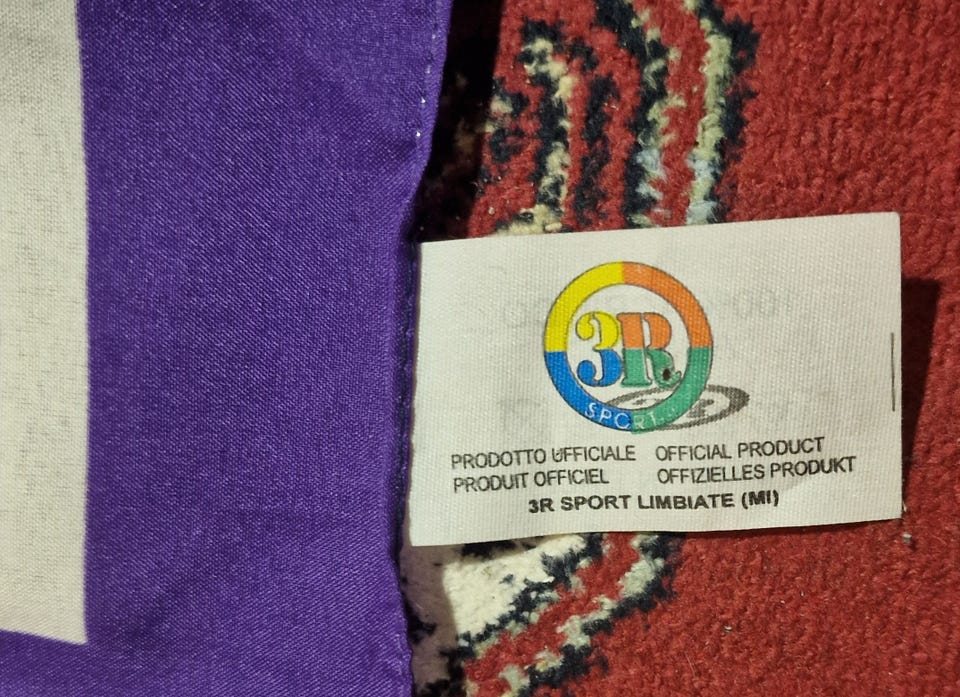 3R
SPORT
PRODOTTO UFFICIALE OFFICIAL PRODUCT
PRODUIT OFFICIEL OFFIZIELLES PRODUKT
3R SPORT LIMBIATE (MI)